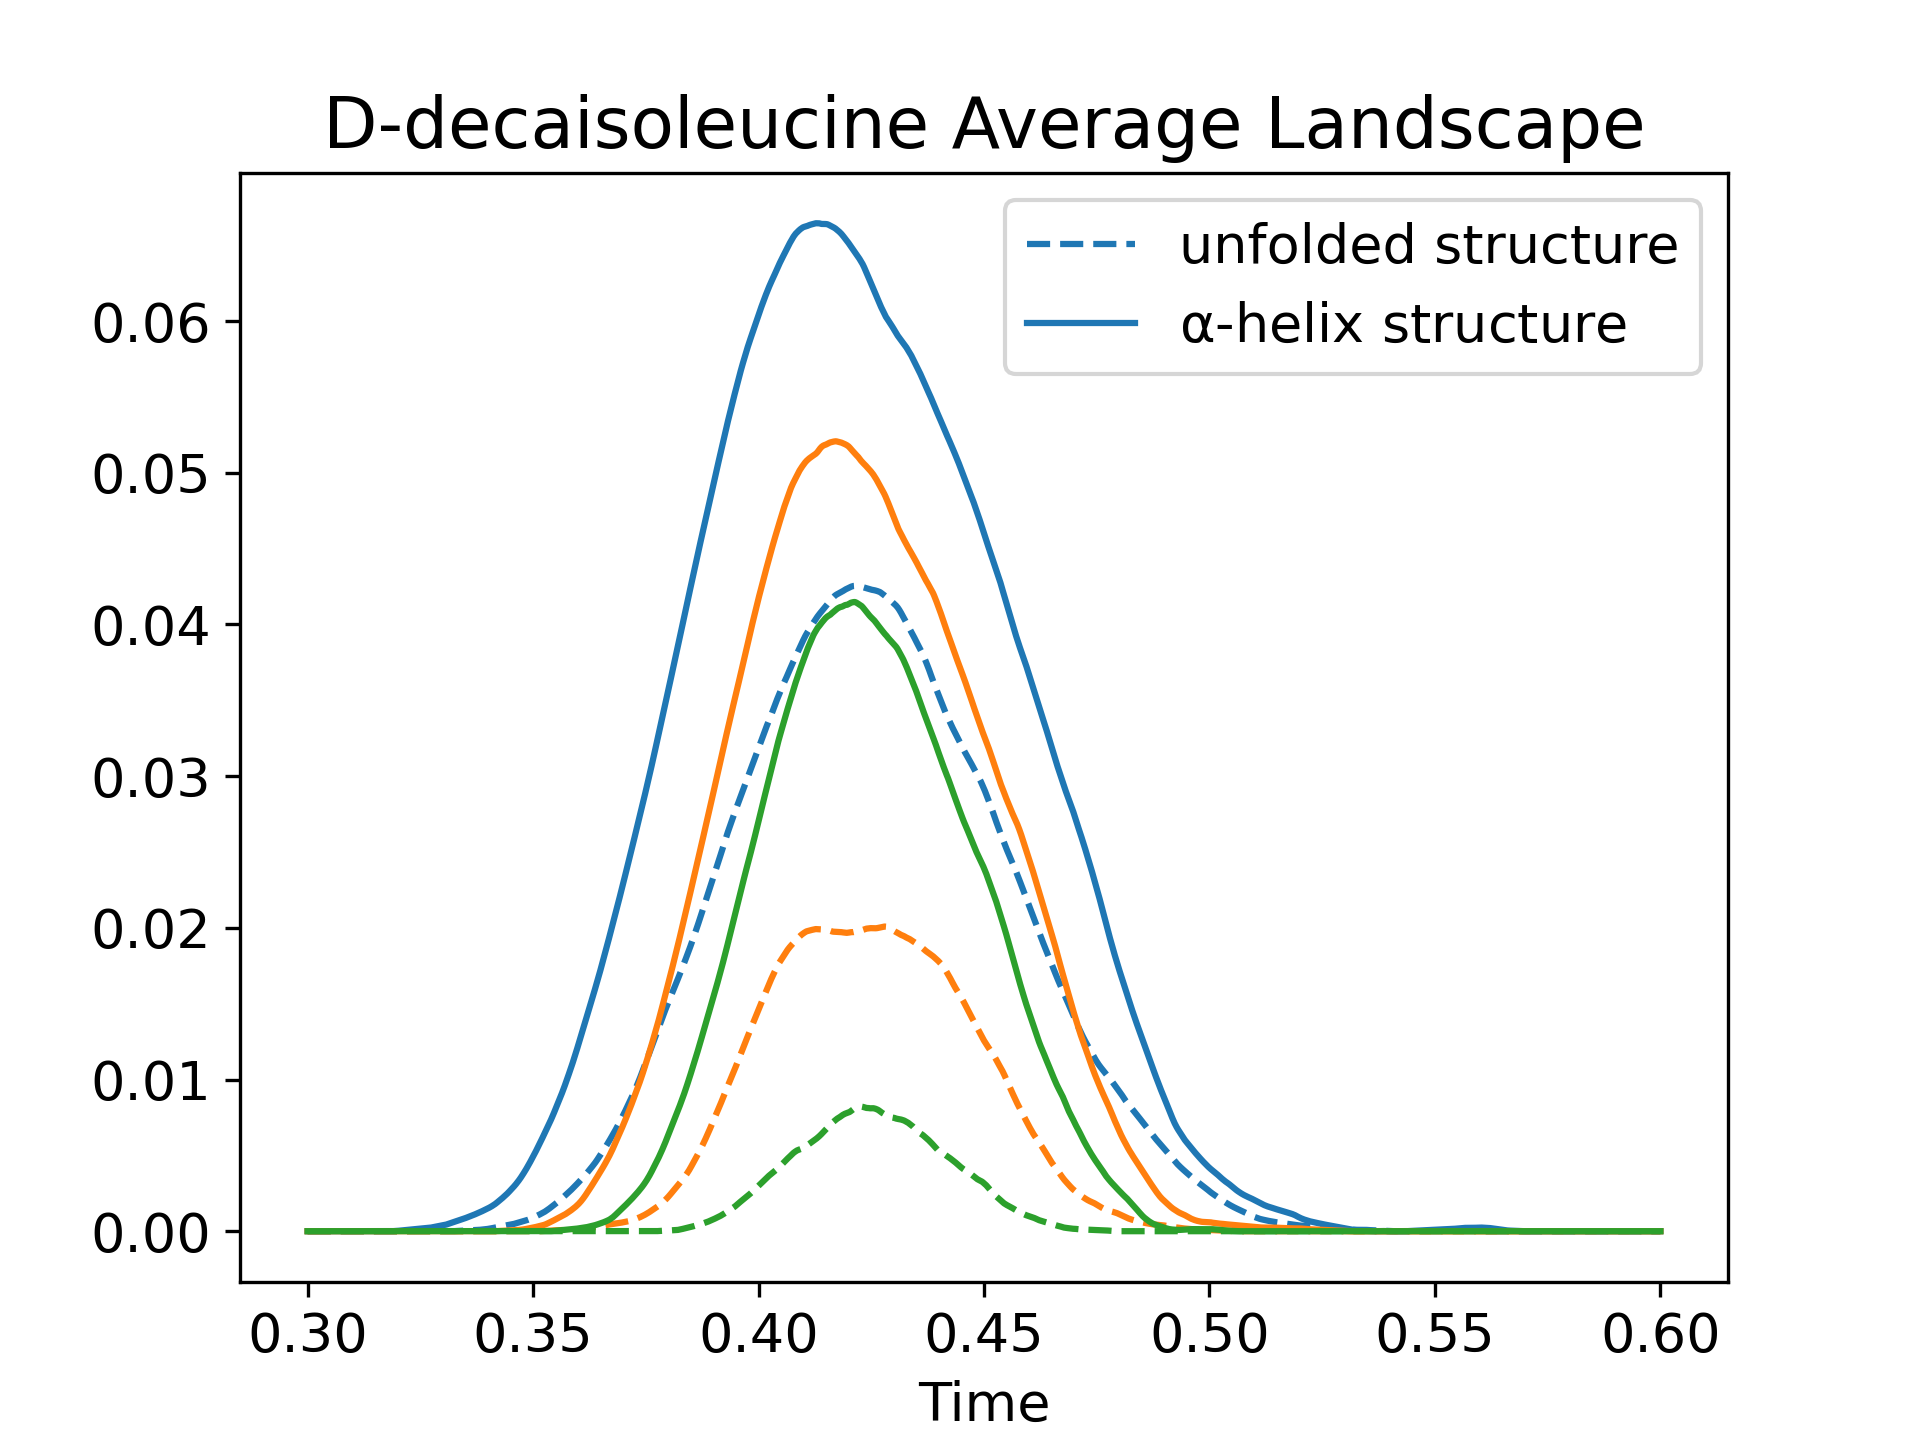 D-decaisoleucine Average Landscape
unfolded structure
α-helix structure
0.06
0.05
0.04
0.03
0.02
0.01
0.00
0.30 0.35 0.40 0.45 0.50 0.55 0.60
Time